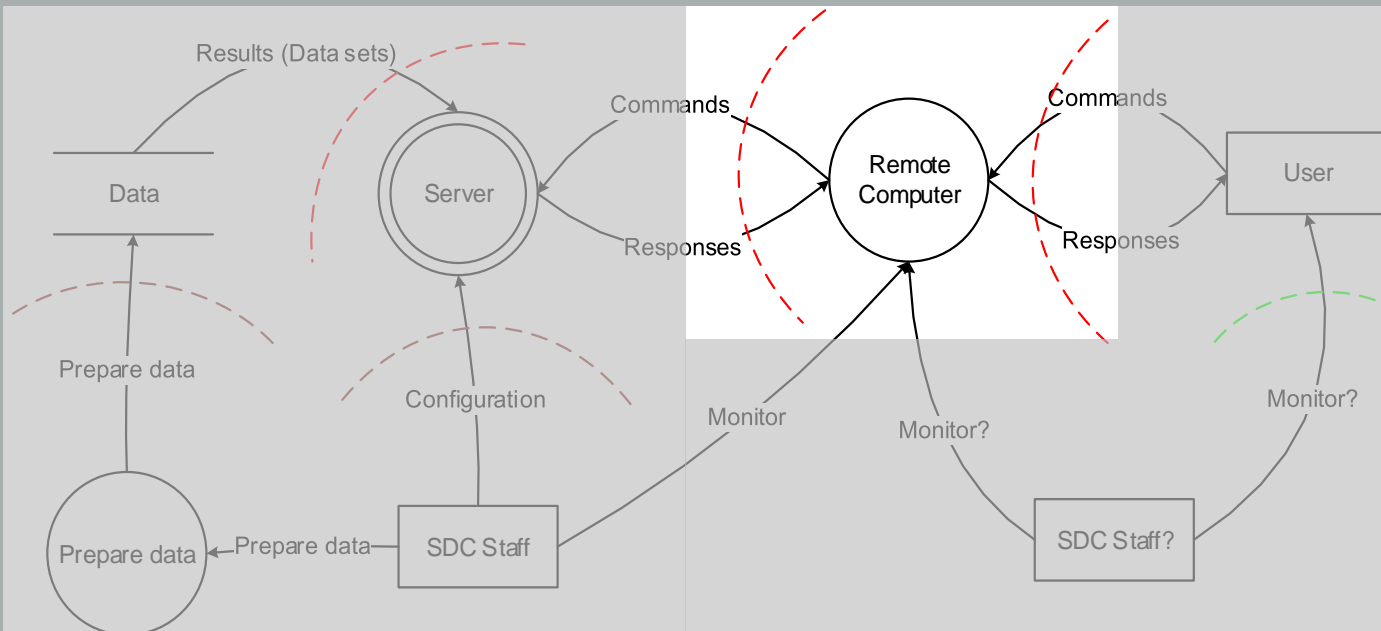 Results (Data sets)
Commands
Commands
Remote
Computer
User
Data
Server
Responses
Responses
Prepare data
Configuration
Monitor
Monitor?
Monitor?
Prepare data
Prepare data
SDC Staff
SDC Staff?